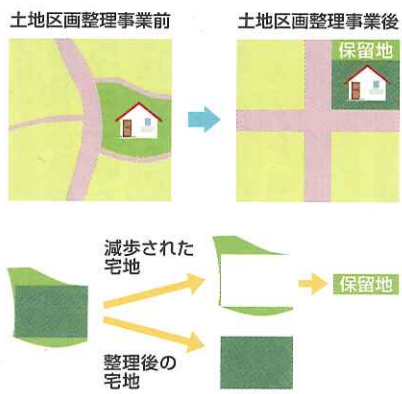 土地区画整理事業前
土地区画整理事業後
保留地
減歩された
宅地
保留地
整理後の
宅地